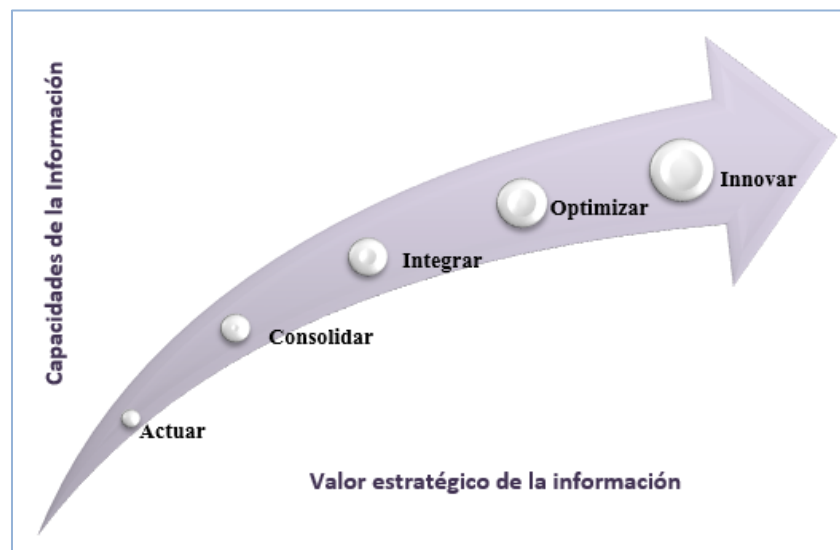 Capacidades de la Información
Innovar
Optimizar
Integrar
Consolidar
Actuar
Valor estratégico de la información